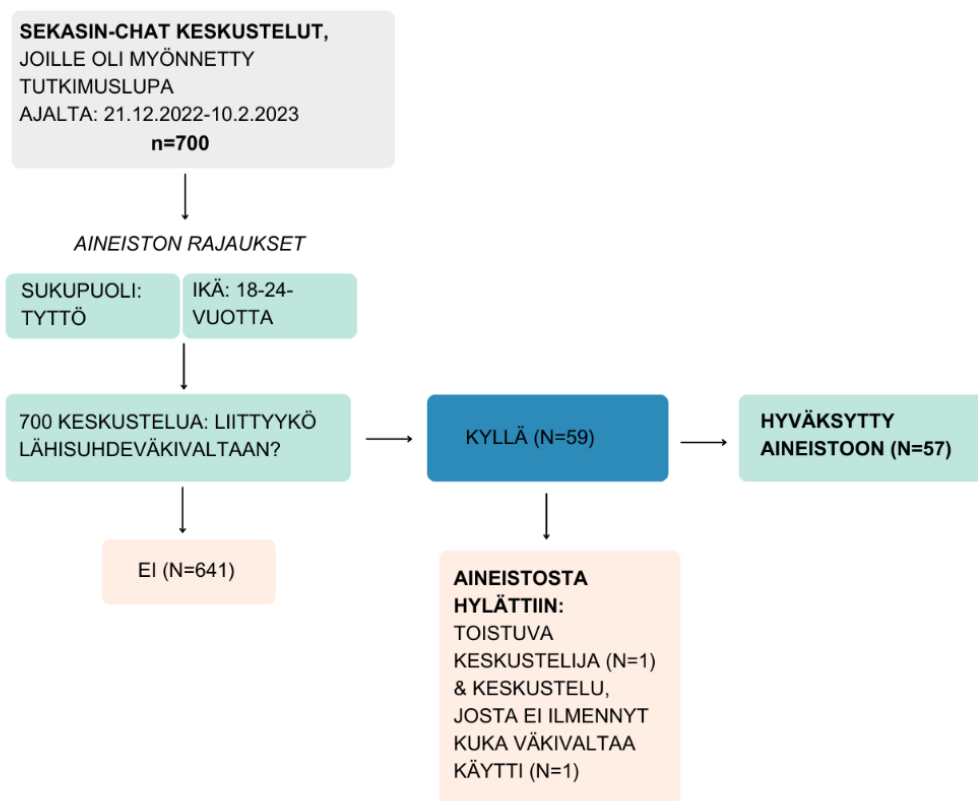 SEKASIN-CHAT KESKUSTELUT,
JOILLE OLI MYÖNNETTY
TUTKIMUSLUPA
AJALTA: 21.12.2022-10.2.2023
n=700
AINEISTON RAJAUKSET
SUKUPUOLI:
TYTTÖ
IKÄ: 18-24-
VUOTTA
700 KESKUSTELUA: LIITTYYKÖ
LÄHISUHDEVÄKIVALTAAN?
KYLLÄ (N=59)
HYVÄKSYTTY
AINEISTOON (N=57)
EI (N=641)
AINEISTOSTA
HYLÄTTIIN:
TOISTUVA
KESKUSTELIJA (N=1)
& KESKUSTELU,
JOSTA EI ILMENNYT
KUKA VÄKIVALTAA
KÄYTTI (N=1)